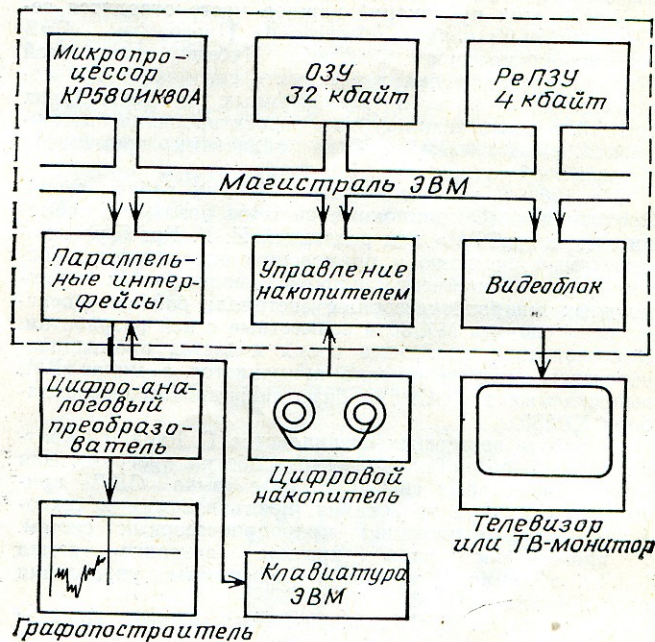 Микропро-
цессор
КР580ИК80А
ОЗУ
32 кбайт
РеПЗУ
4 кбайт
Магистраль ЭВМ
Параллель-
ные интер-
фейсы
Управление
накопителем
Видеоблок
Цифро-ана-
логовый
преобразо-
ватель
Цифровой
накопитель
Телевизор
или ТВ-монитор
Клавиатура
ЭВМ
Графопостроитель